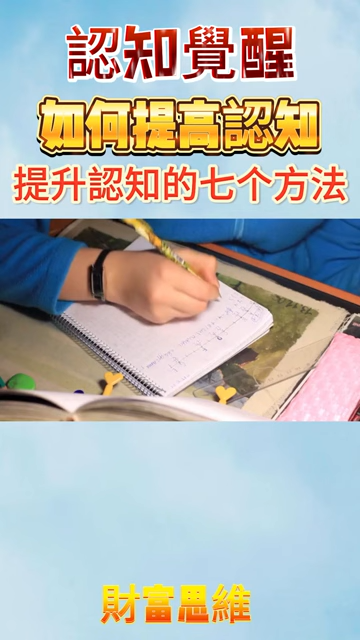 認知覺醒
如何提高認知
提升認知的七个方法
財富思維